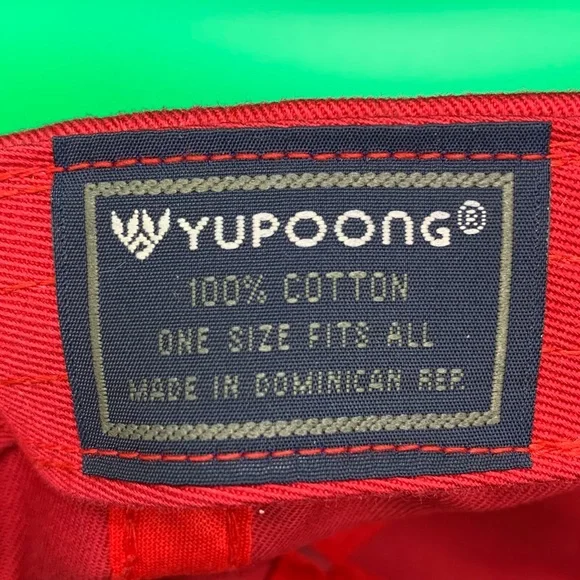 YUPOONG®
100% COTTON
ONE SIZE FITS ALL
MADE IN DOMINICAN REP.